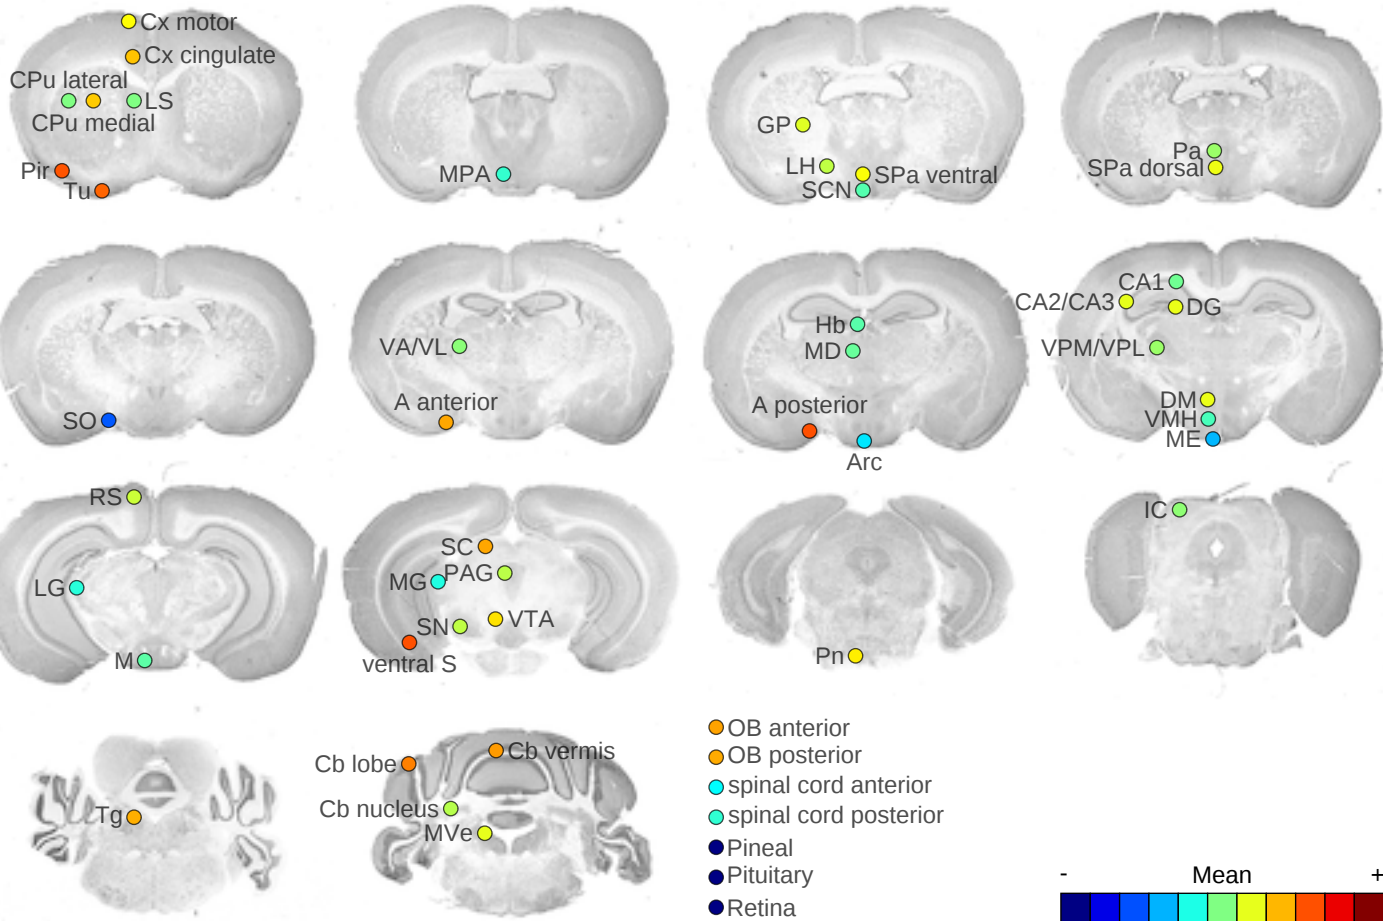 Cx motor
Cx cingulate
CPu lateral
LS
CPu medial
Pir
Tu
MPA
GP
LH
SPa ventral
SCN
Pa
SPa dorsal
SO
VA/VL
A anterior
Hb
MD
A posterior
Arc
CA1
CA2/CA3
DG
VPM/VPL
DM
VMH
ME
RS
LG
M
SC
MG
PAG
SN
VTA
ventral S
Pn
IC
Tg
Cb lobe
Cb vermis
Cb nucleus
MVe
OB anterior
OB posterior
spinal cord anterior
spinal cord posterior
Pineal
Pituitary
Retina
- Mean +